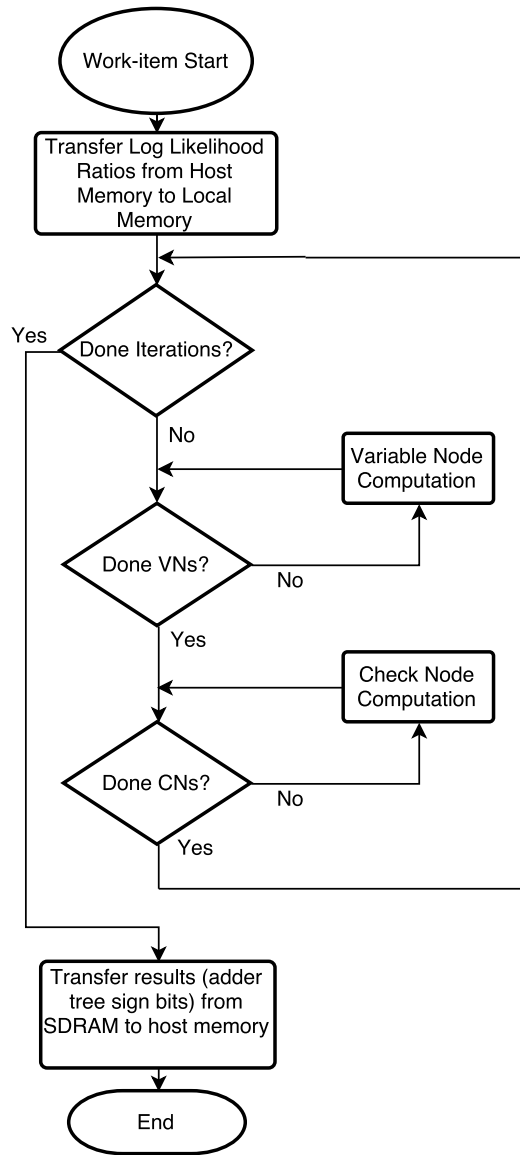 Work-item Start
Transfer Log Likelihood
Ratios from Host
Memory to Local
Memory
Yes
Done Iterations?
No
Variable Node
Computation
Done VNs?
No
Yes
Check Node
Computation
Done CNs?
No
Yes
Transfer results (adder
tree sign bits) from
SDRAM to host memory
End